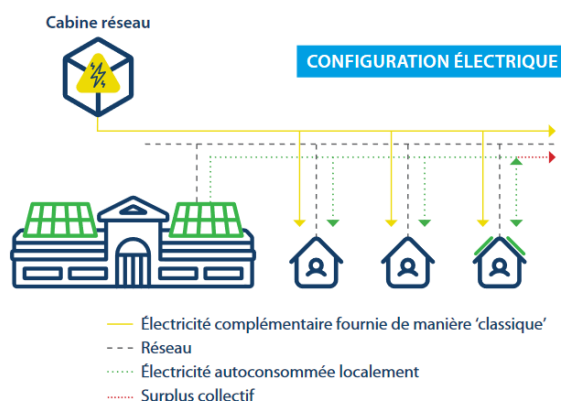 Cabine réseau
CONFIGURATION ÉLECTRIQUE
Électricité complémentaire fournie de manière ‘classique’
Réseau
Électricité autoconsommée localement
Surplus collectif